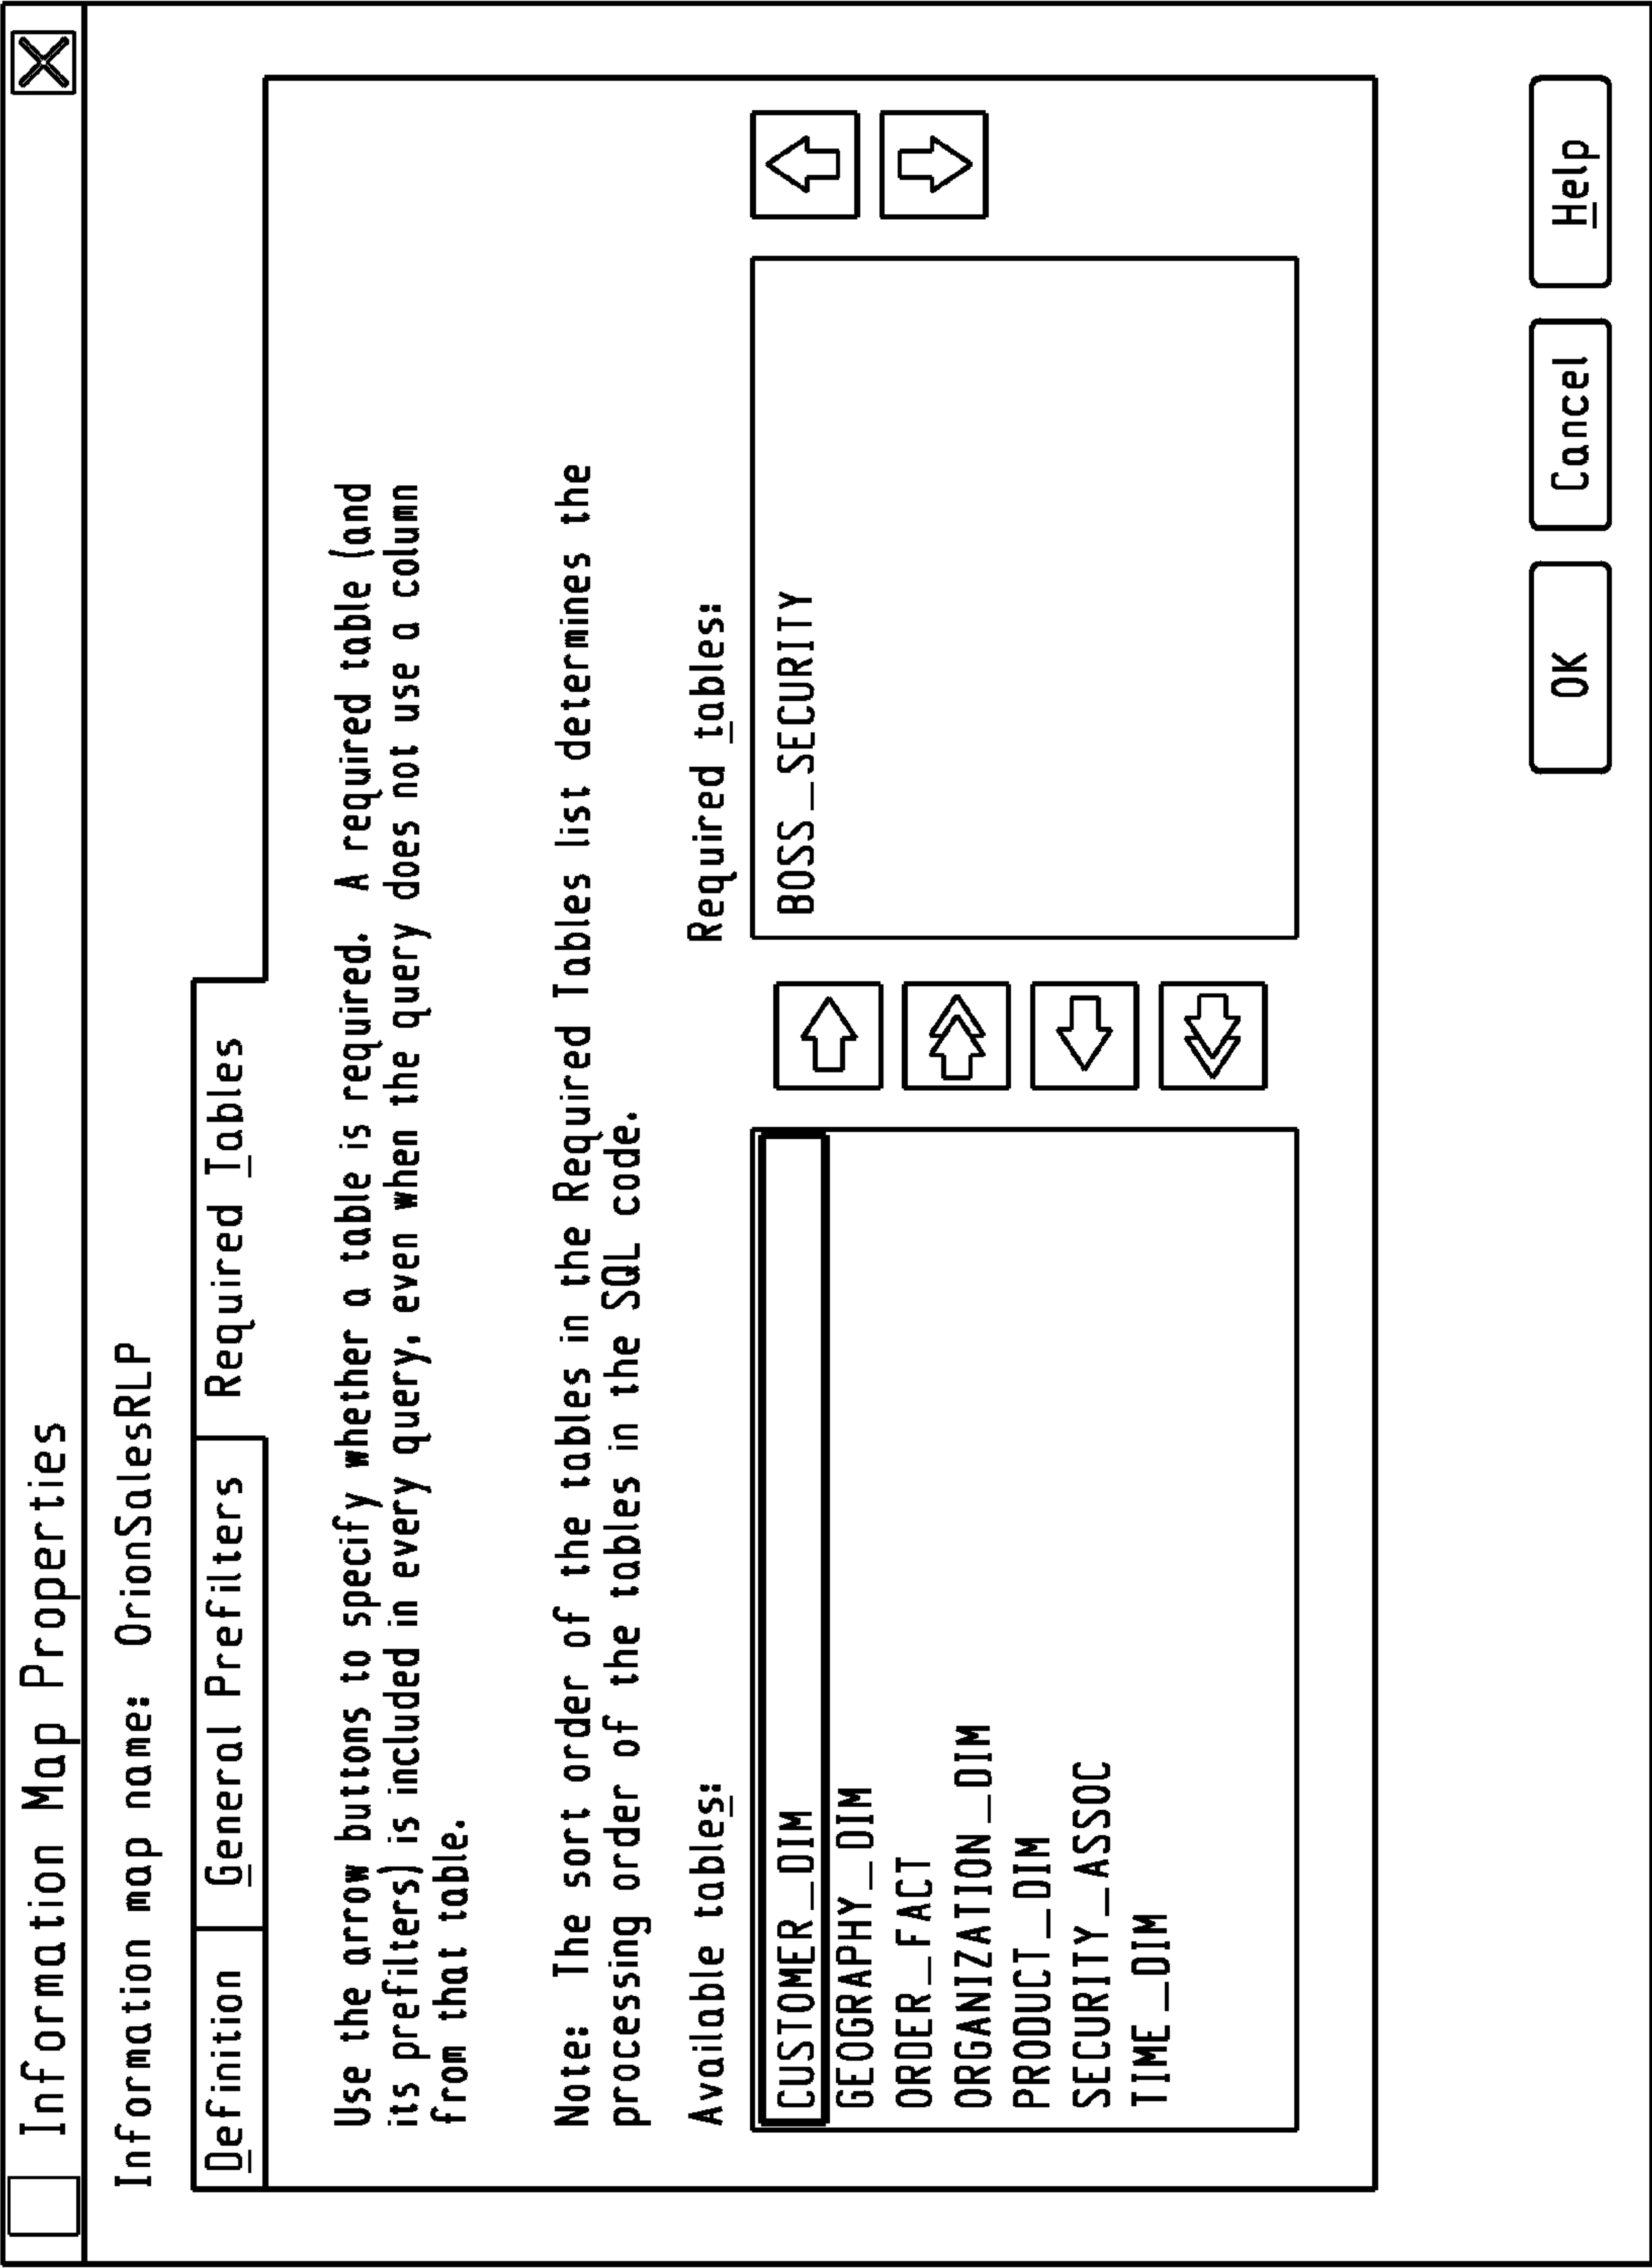 Information Map Properties
Information map name: OrionSalesRLP
Definition General Prefilters Required Tables
Use the arrow buttons to specify whether a table is required. A required table (and
its prefilters) is included in every query, even when the query does not use a column
from that table.
Note: The sort order of the tables in the Required Tables list determines the
processing order of the tables in the SQL code.
Available tables:
CUSTOMER_DIM
GEOGRAPHY_DIM
ORDER_FACT
ORGANIZATION_DIM
PRODUCT_DIM
SECURITY_ASSOC
TIME_DIM
Required tables:
BOSS_SECURITY
OK Cancel Help